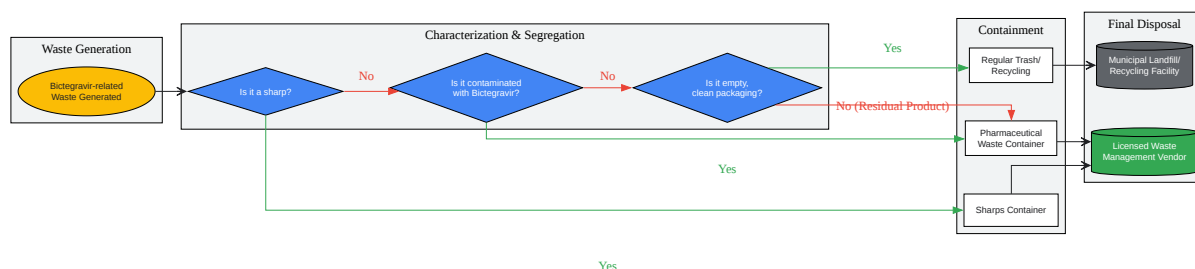 Waste Generation
Bictegravir-related
Waste Generated
Characterization & Segregation
Is it a sharp?
No
Is it contaminated
with Bictegravir?
No
Is it empty,
clean packaging?
Yes
No (Residual Product)
Yes
Yes
Containment
Regular Trash/
Recycling
Pharmaceutical
Waste Container
Sharps Container
Final Disposal
Municipal Landfill/
Recycling Facility
Licensed Waste
Management Vendor